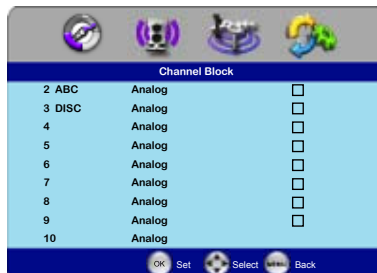 Channel Block
2 ABC Analog
3 DISC Analog
4 Analog
5 Analog
6 Analog
7 Analog
8 Analog
9 Analog
10 Analog
OK Set Select MENU Back